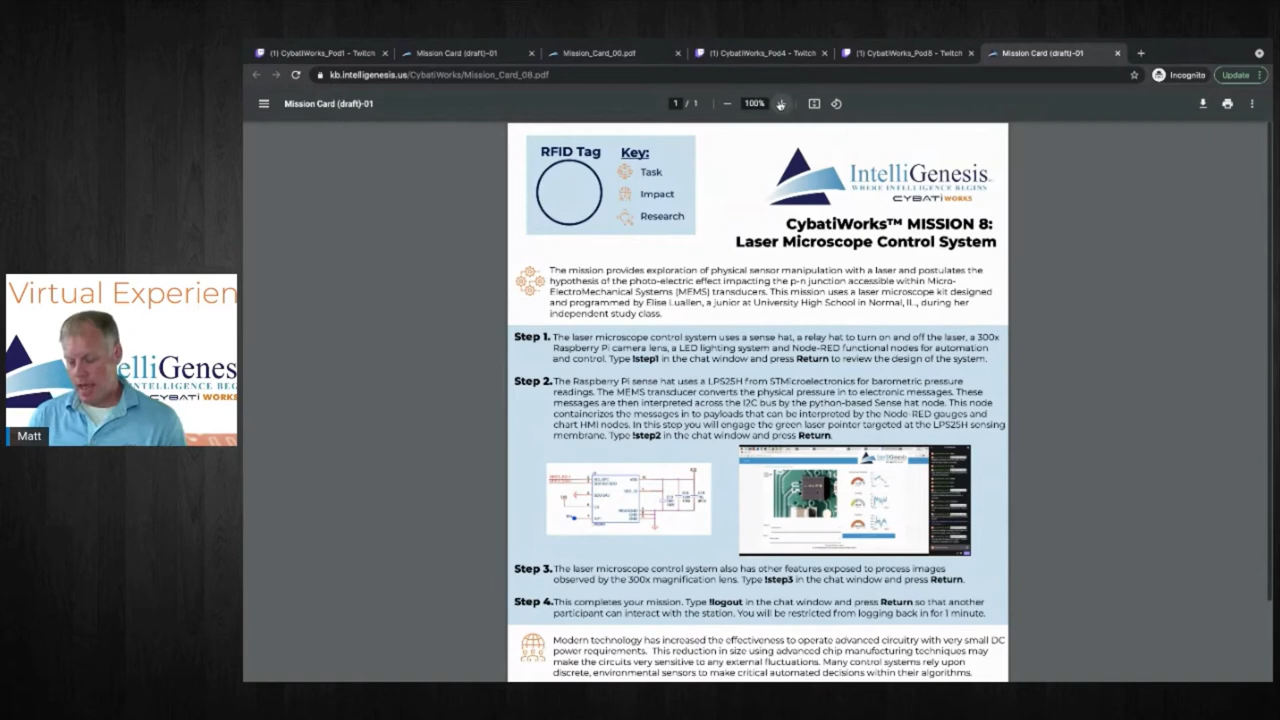 (1) CybatiWorks_Pod1 - Twitch
Mission Card (draft)-01
Mission_Card_00.pdf
(1) CybatiWorks_Pod4 - Twitch
(1) CybatiWorks_Pod8 - Twitch
Mission Card (draft)-01
kb.intelligenesis.us/CybatiWorks/Mission_Card_08.pdf
Incognito
Update
Mission Card (draft)-01
1 / 1
100%
RFID Tag
Key:
Task
Impact
Research
IntelliGenesis
WHERE INTELLIGENCE BEGINS
CYBATIWORKS
CybatiWorks™ MISSION 8:
Laser Microscope Control System
The mission provides exploration of physical sensor manipulation with a laser and postulates the
hypothesis of the photo-electric effect impacting the p-n junction accessible within Micro-
ElectroMechanical Systems (MEMS) transducers. This mission uses a laser microscope kit designed
and programmed by Elise Luallen, a junior at University High School in Normal, IL, during her
independent study class.
Step 1. The laser microscope control system uses a sense hat, a relay hat to turn on and off the laser, a 300x
Raspberry Pi camera lens, a LED lighting system and Node-RED functional nodes for automation
and control. Type !step1 in the chat window and press Return to review the design of the system.
Step 2. The Raspberry Pi sense hat uses a LPS25H from STMicroelectronics for barometric pressure
readings. The MEMS transducer converts the physical pressure in to electronic messages. These
messages are then interpreted across the I2C bus by the python-based Sense hat node. This node
containerizes the messages in to payloads that can be interpreted by the Node-RED gauges and
chart HMI nodes. In this step you will engage the green laser pointer targeted at the LPS25H sensing
membrane. Type !step2 in the chat window and press Return.
Step 3. The laser microscope control system also has other features exposed to process images
observed by the 300x magnification lens. Type !step3 in the chat window and press Return.
Step 4. This completes your mission. Type !logout in the chat window and press Return so that another
participant can interact with the station. You will be restricted from logging back in for 1 minute.
Modern technology has increased the effectiveness to operate advanced circuitry with very small DC
power requirements. This reduction in size using advanced chip manufacturing techniques may
make the circuits very sensitive to any external fluctuations. Many control systems rely upon
discrete, environmental sensors to make critical automated decisions within their algorithms.
Virtual Experien
elliGenes
CYBATIWORKS
Matt